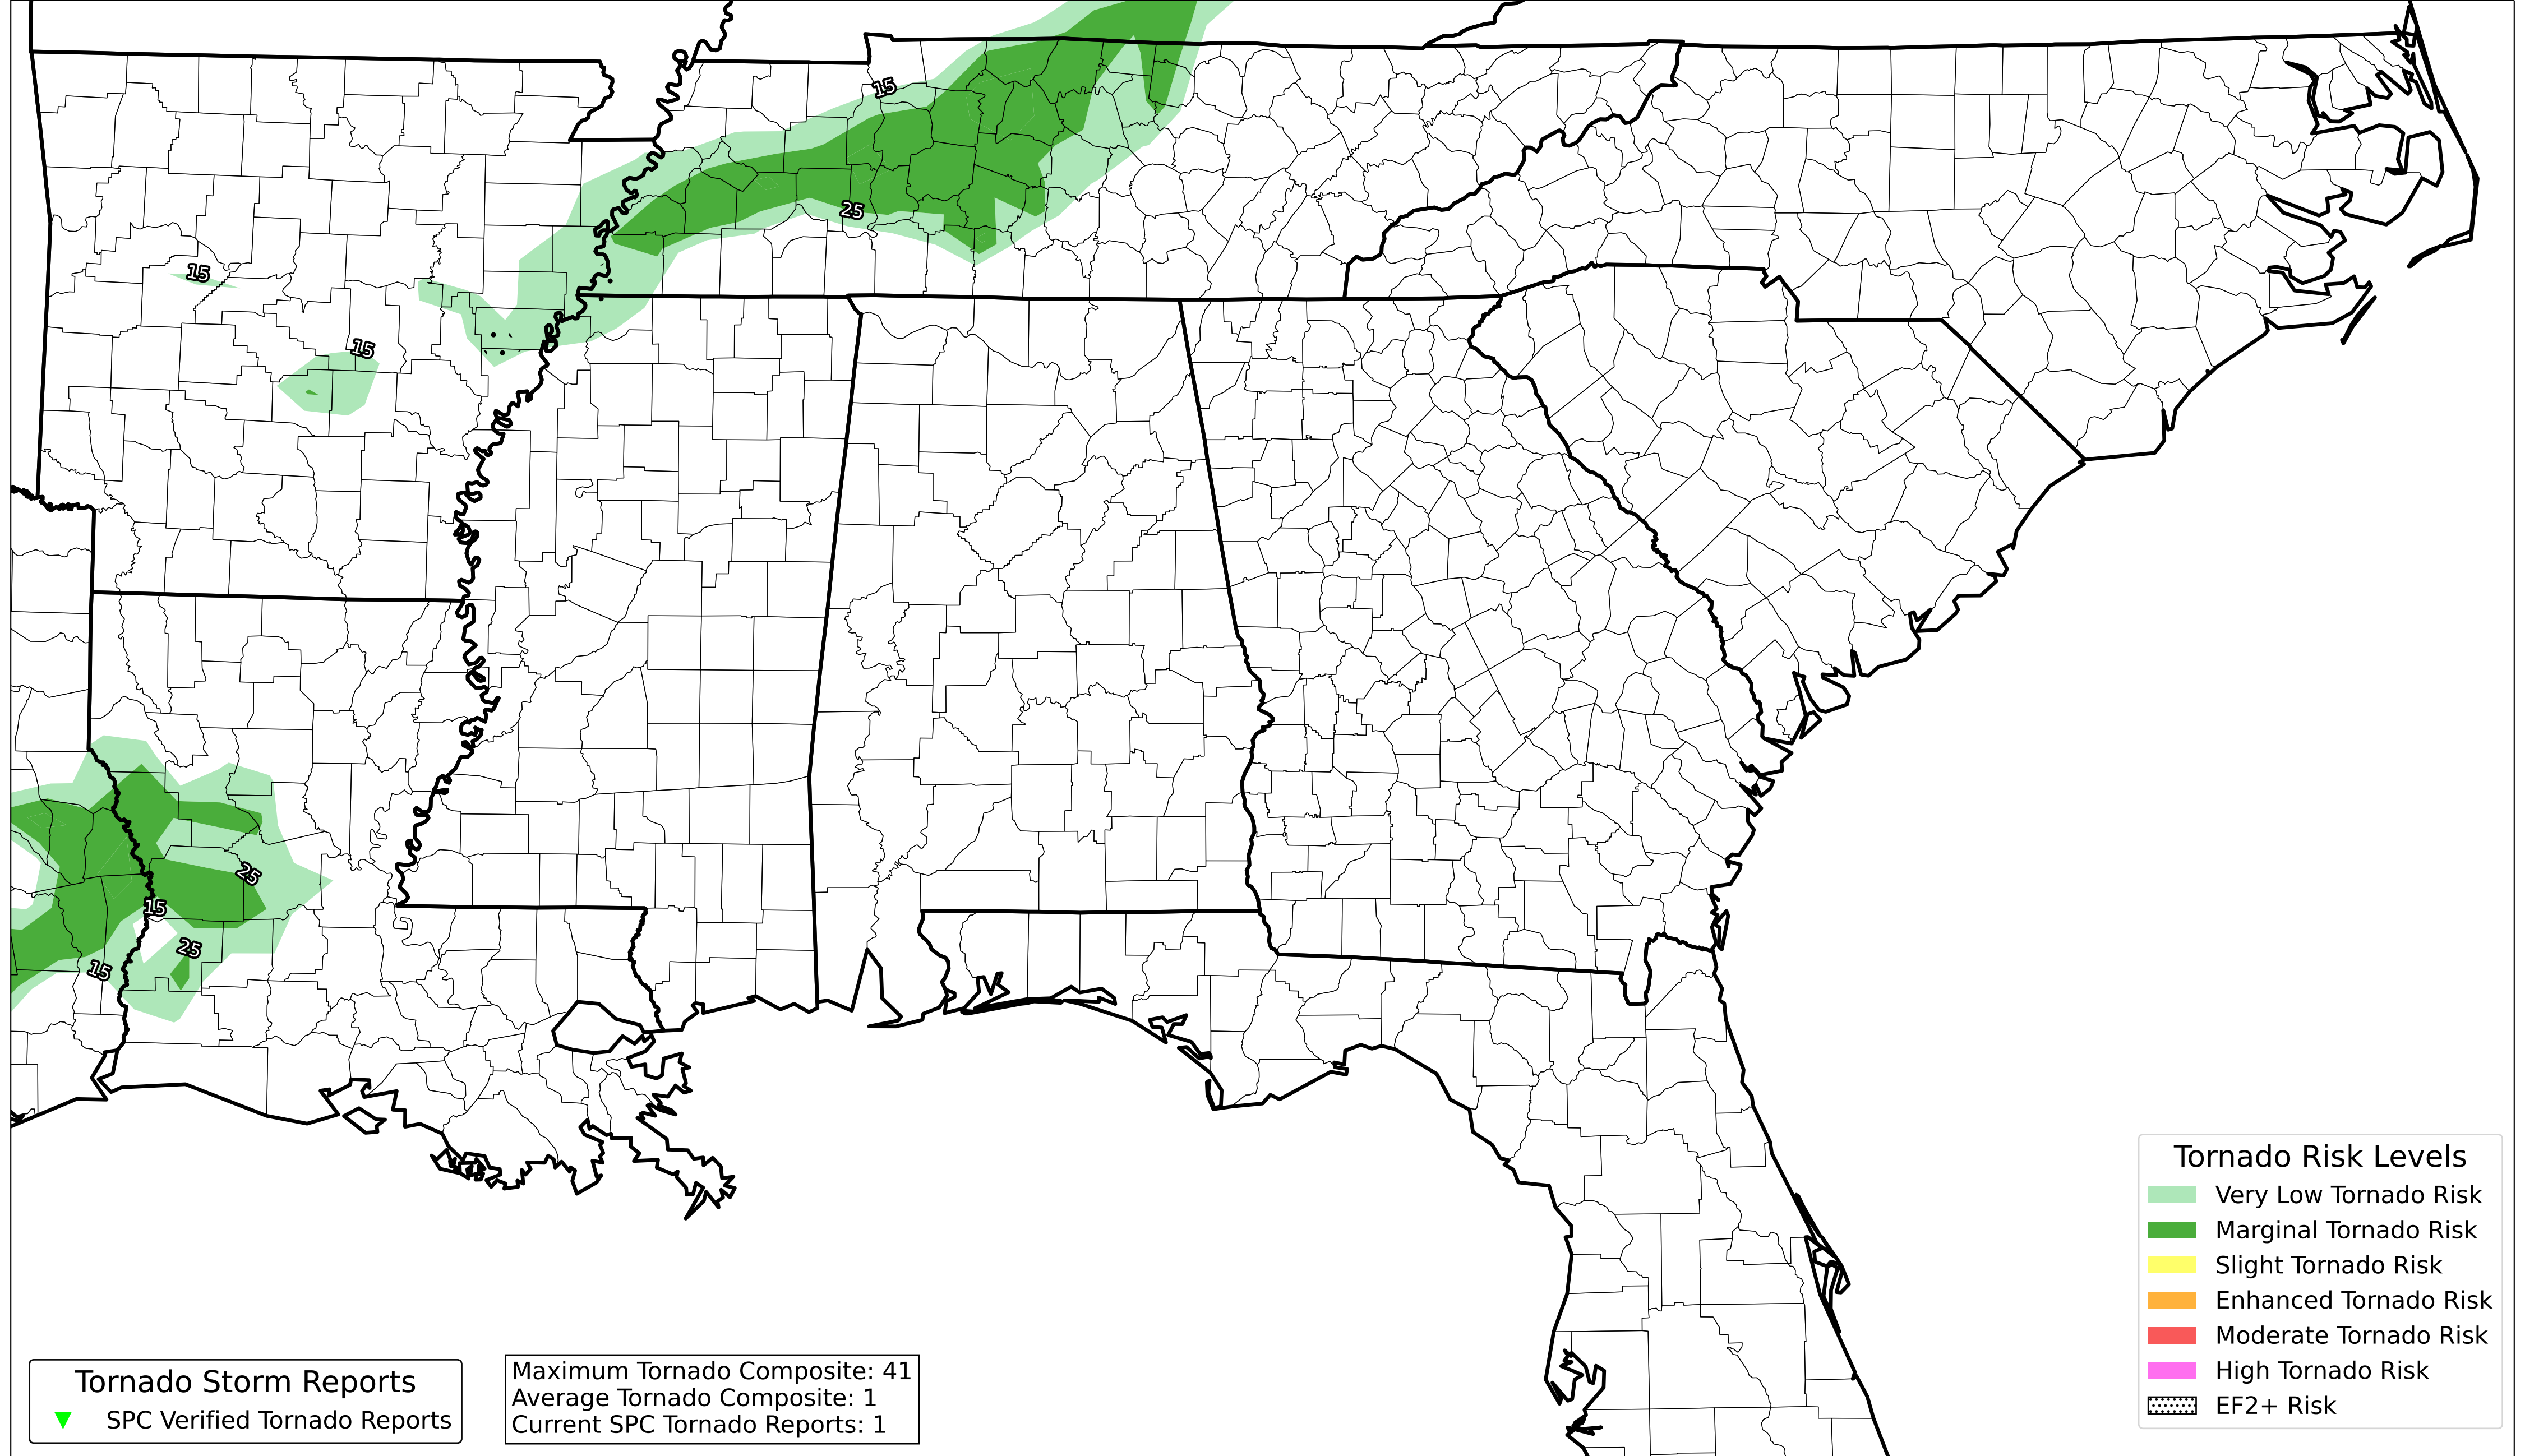 15
25
15
15
25
15
25
15
Tornado Risk Levels
Very Low Tornado Risk
Marginal Tornado Risk
Slight Tornado Risk
Enhanced Tornado Risk
Moderate Tornado Risk
High Tornado Risk
EF2+ Risk
Tornado Storm Reports
SPC Verified Tornado Reports
Maximum Tornado Composite: 41
Average Tornado Composite: 1
Current SPC Tornado Reports: 1